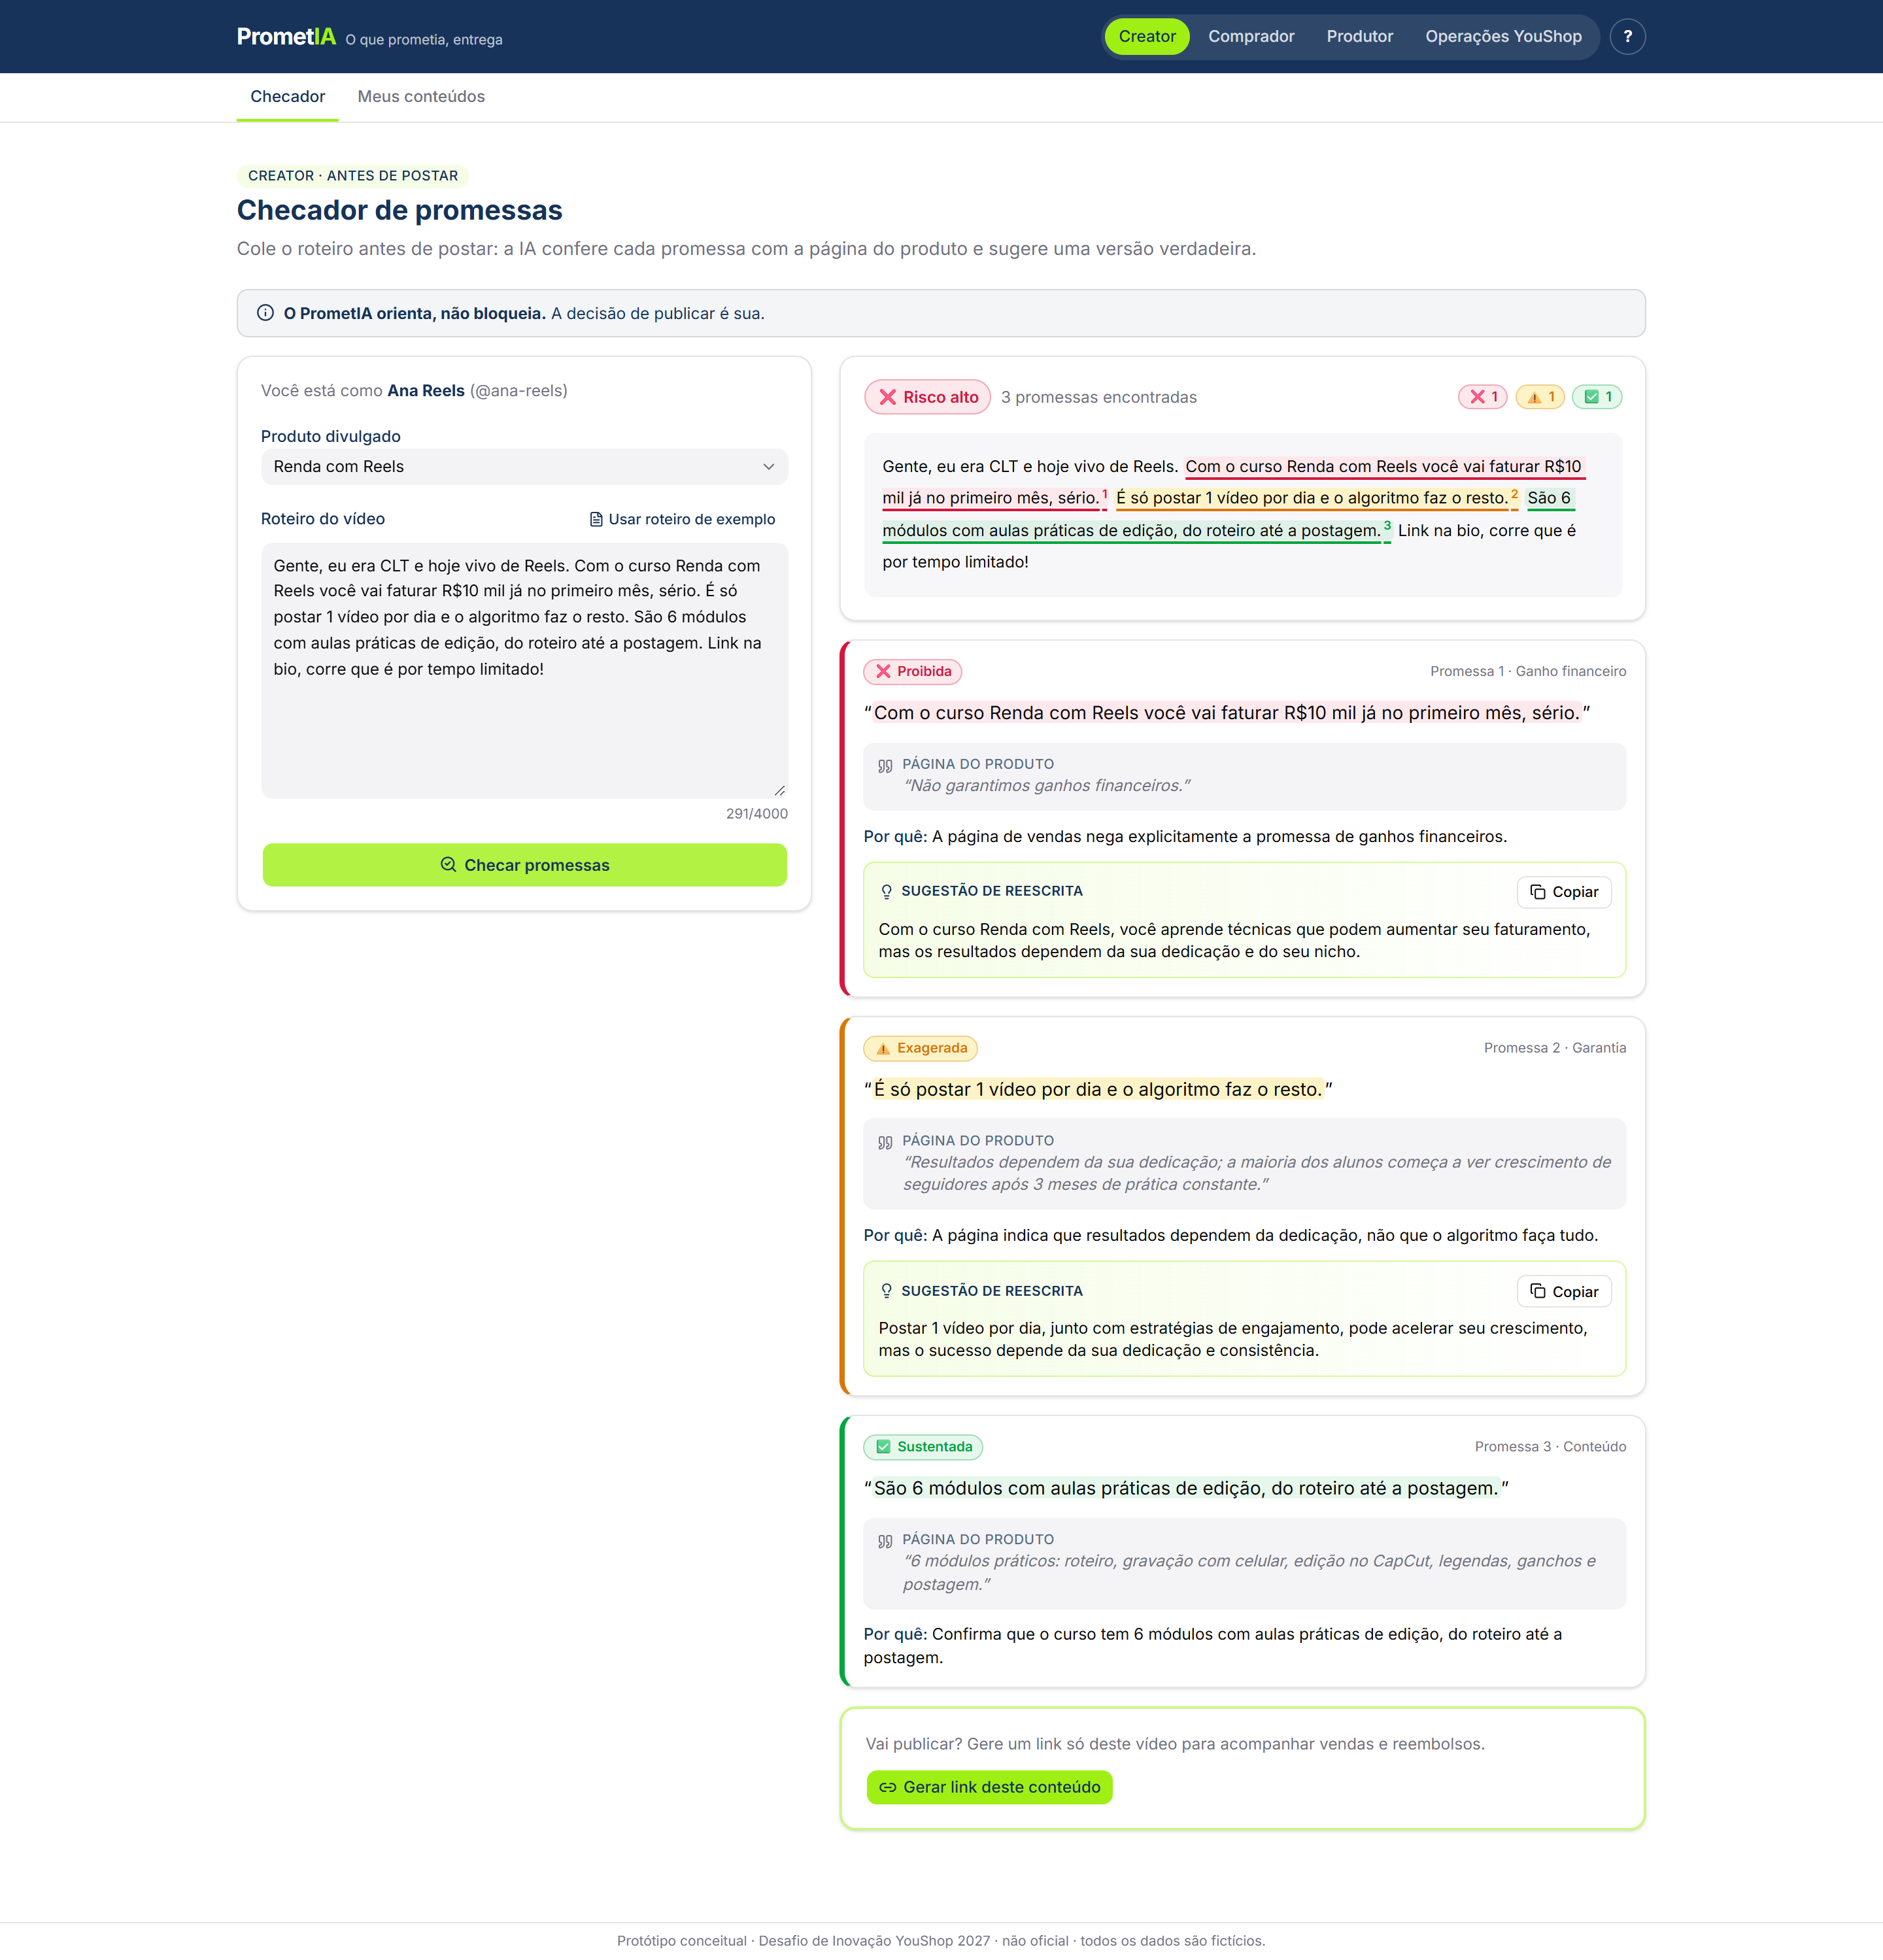 PrometIA O que prometia, entrega
Creator Comprador Produtor Operações YouShop ?
Checador Meus conteúdos
CREATOR · ANTES DE POSTAR
Checador de promessas
Cole o roteiro antes de postar: a IA confere cada promessa com a página do produto e sugere uma versão verdadeira.
O PrometIA orienta, não bloqueia. A decisão de publicar é sua.
Você está como Ana Reels (@ana-reels)
Produto divulgado
Renda com Reels
Roteiro do vídeo Usar roteiro de exemplo
Gente, eu era CLT e hoje vivo de Reels. Com o curso Renda com
Reels você vai faturar R$10 mil já no primeiro mês, sério. É só
postar 1 vídeo por dia e o algoritmo faz o resto. São 6 módulos
com aulas práticas de edição, do roteiro até a postagem. Link na
bio, corre que é por tempo limitado!
291/4000
Checar promessas
❌ Risco alto 3 promessas encontradas ❌ 1 ⚠️ 1 ✅ 1
Gente, eu era CLT e hoje vivo de Reels. Com o curso Renda com Reels você vai faturar R$10
mil já no primeiro mês, sério.1 É só postar 1 vídeo por dia e o algoritmo faz o resto.2 São 6
módulos com aulas práticas de edição, do roteiro até a postagem.3 Link na bio, corre que é
por tempo limitado!
❌ Proibida Promessa 1 · Ganho financeiro
“Com o curso Renda com Reels você vai faturar R$10 mil já no primeiro mês, sério.”
PÁGINA DO PRODUTO
“Não garantimos ganhos financeiros.”
Por quê: A página de vendas nega explicitamente a promessa de ganhos financeiros.
SUGESTÃO DE REESCRITA Copiar
Com o curso Renda com Reels, você aprende técnicas que podem aumentar seu faturamento,
mas os resultados dependem da sua dedicação e do seu nicho.
⚠️ Exagerada Promessa 2 · Garantia
“É só postar 1 vídeo por dia e o algoritmo faz o resto.”
PÁGINA DO PRODUTO
“Resultados dependem da sua dedicação; a maioria dos alunos começa a ver crescimento de
seguidores após 3 meses de prática constante.”
Por quê: A página indica que resultados dependem da dedicação, não que o algoritmo faça tudo.
SUGESTÃO DE REESCRITA Copiar
Postar 1 vídeo por dia, junto com estratégias de engajamento, pode acelerar seu crescimento,
mas o sucesso depende da sua dedicação e consistência.
✅ Sustentada Promessa 3 · Conteúdo
“São 6 módulos com aulas práticas de edição, do roteiro até a postagem.”
PÁGINA DO PRODUTO
“6 módulos práticos: roteiro, gravação com celular, edição no CapCut, legendas, ganchos e
postagem.”
Por quê: Confirma que o curso tem 6 módulos com aulas práticas de edição, do roteiro até a
postagem.
Vai publicar? Gere um link só deste vídeo para acompanhar vendas e reembolsos.
Gerar link deste conteúdo
Protótipo conceitual · Desafio de Inovação YouShop 2027 · não oficial · todos os dados são fictícios.